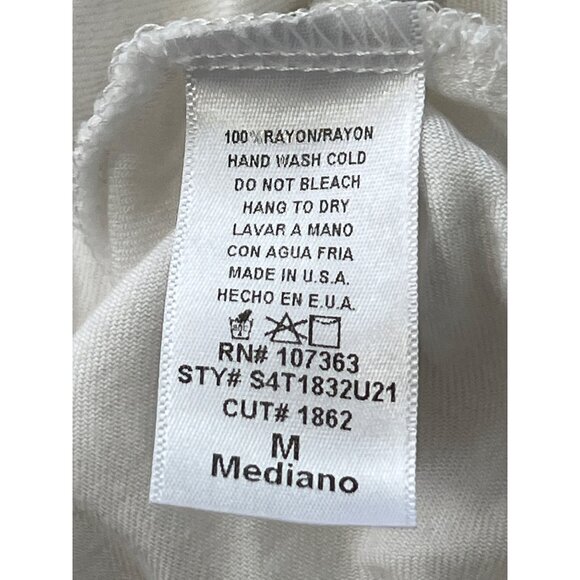 100% RAYON/RAYON
HAND WASH COLD
DO NOT BLEACH
HANG TO DRY
LAVAR A MANO
CON AGUA FRIA
MADE IN U.S.A.
HECHO EN E.U.A.
RN# 107363
STY# S4T1832U21
CUT# 1862
M
Mediano